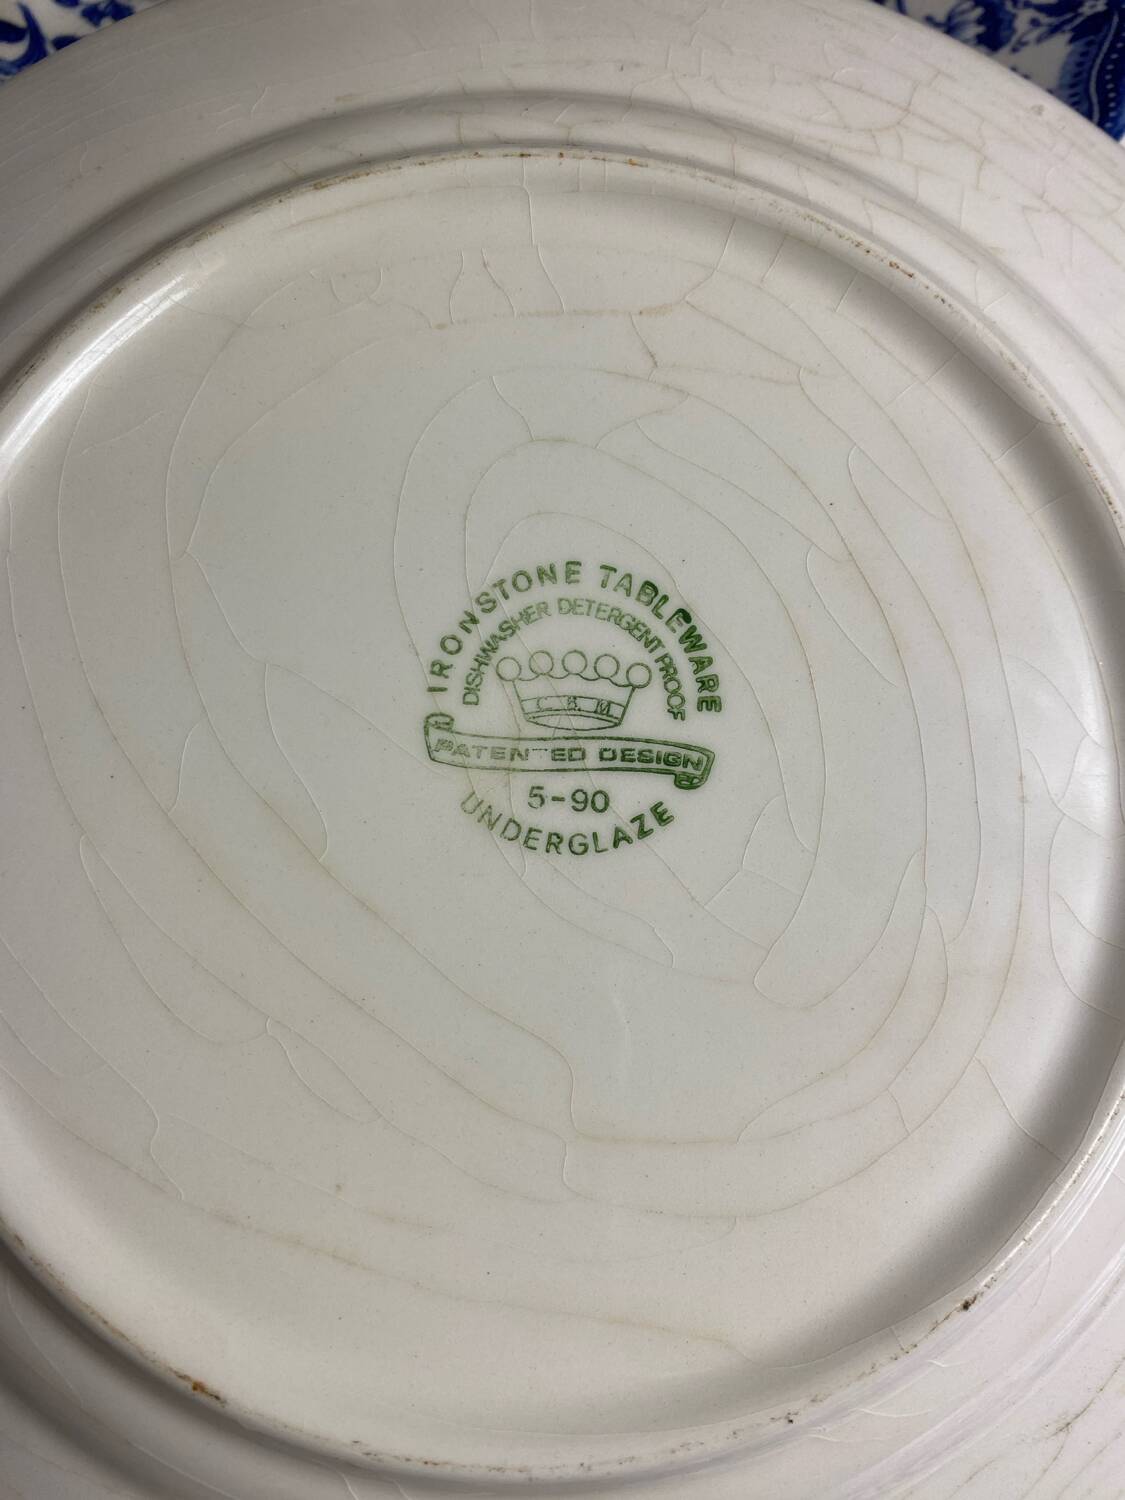 IRONSTONE TABLEWARE
DISHWASHER DETERGENT PROOF
C. B. M.
PATENTED DESIGN
5-90
UNDERGLAZE